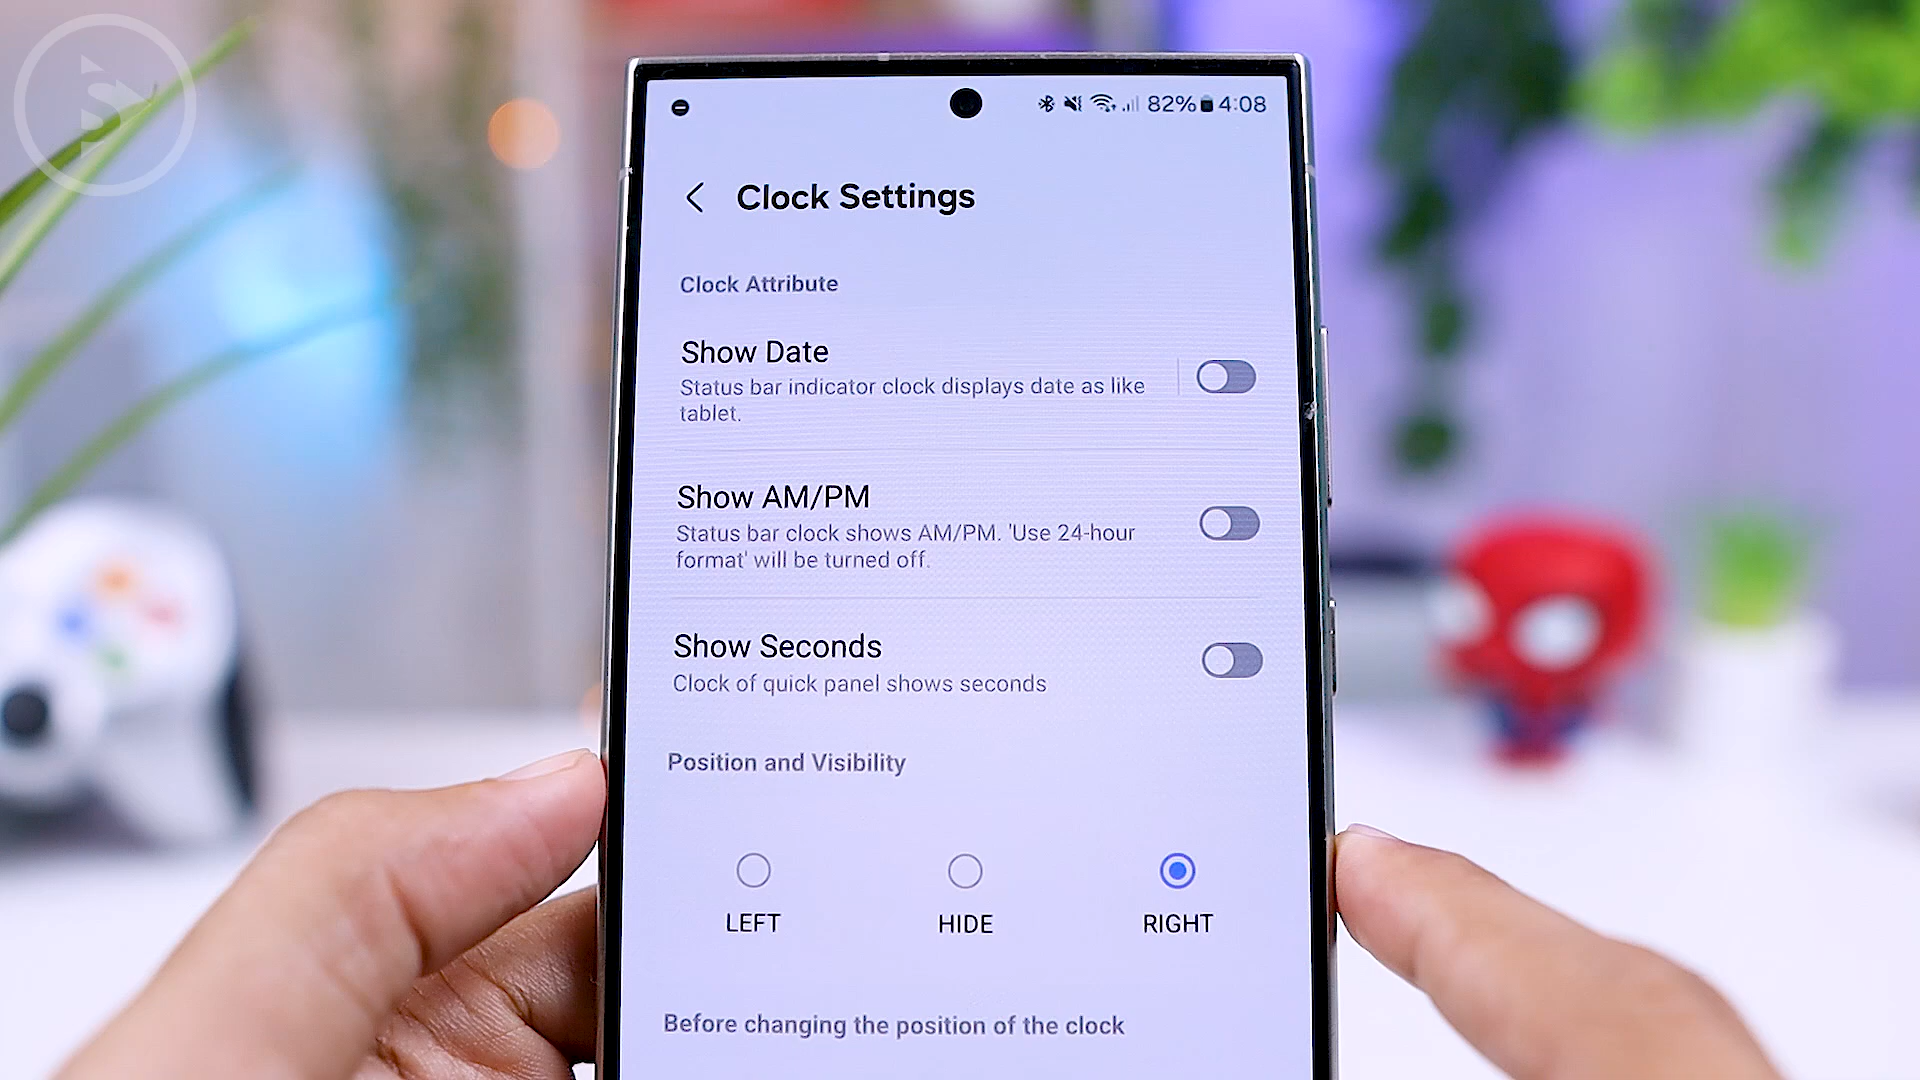 82% 4:08
Clock Settings
Clock Attribute
Show Date
Status bar indicator clock displays date as like
tablet.
Show AM/PM
Status bar clock shows AM/PM. 'Use 24-hour
format' will be turned off.
Show Seconds
Clock of quick panel shows seconds
Position and Visibility
LEFT HIDE RIGHT
Before changing the position of the clock